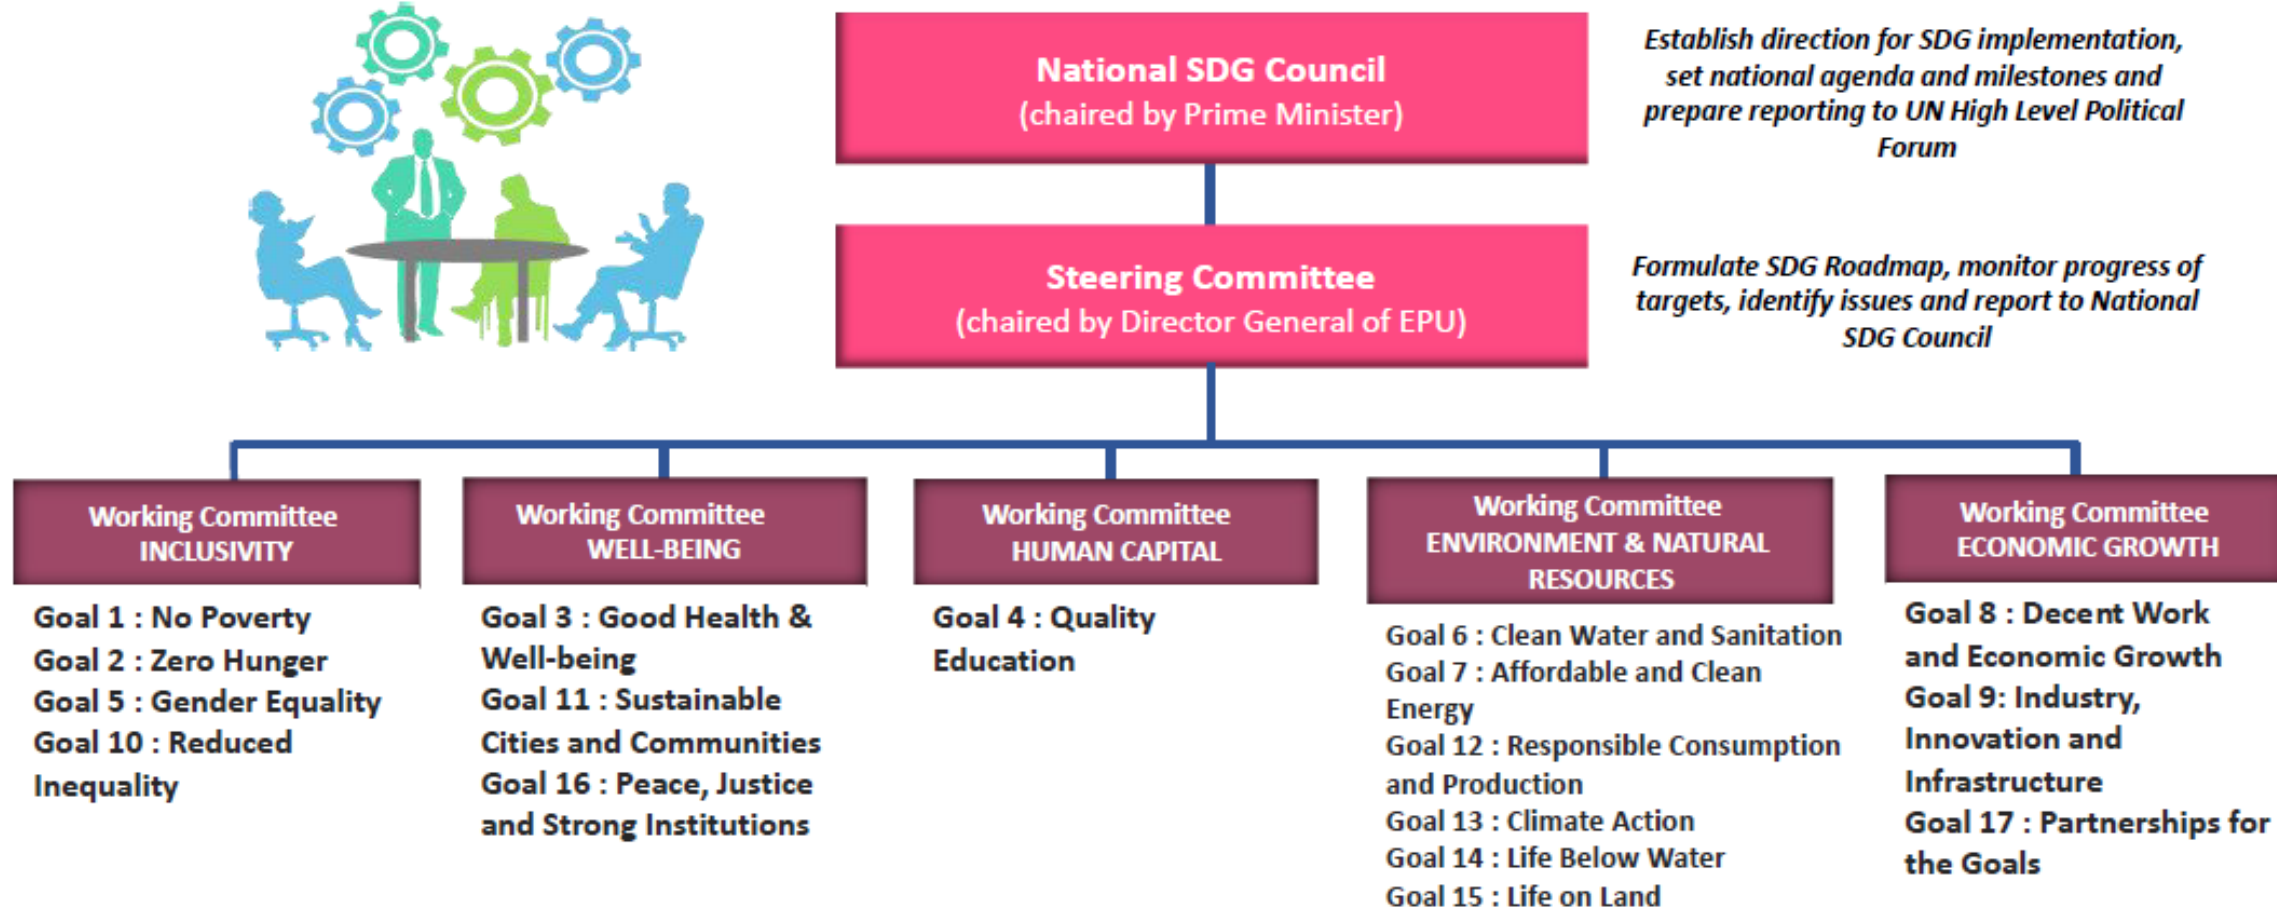 National SDG Council
(chaired by Prime Minister)
Establish direction for SDG implementation,
set national agenda and milestones and
prepare reporting to UN High Level Political
Forum
Steering Committee
(chaired by Director General of EPU)
Formulate SDG Roadmap, monitor progress of
targets, identify issues and report to National
SDG Council
Working Committee
INCLUSIVITY
Goal 1 : No Poverty
Goal 2 : Zero Hunger
Goal 5 : Gender Equality
Goal 10 : Reduced
Inequality
Working Committee
WELL-BEING
Goal 3 : Good Health &
Well-being
Goal 11 : Sustainable
Cities and Communities
Goal 16 : Peace, Justice
and Strong Institutions
Working Committee
HUMAN CAPITAL
Goal 4 : Quality
Education
Working Committee
ENVIRONMENT & NATURAL
RESOURCES
Goal 6 : Clean Water and Sanitation
Goal 7 : Affordable and Clean
Energy
Goal 12 : Responsible Consumption
and Production
Goal 13 : Climate Action
Goal 14 : Life Below Water
Goal 15 : Life on Land
Working Committee
ECONOMIC GROWTH
Goal 8 : Decent Work
and Economic Growth
Goal 9: Industry,
Innovation and
Infrastructure
Goal 17 : Partnerships for
the Goals